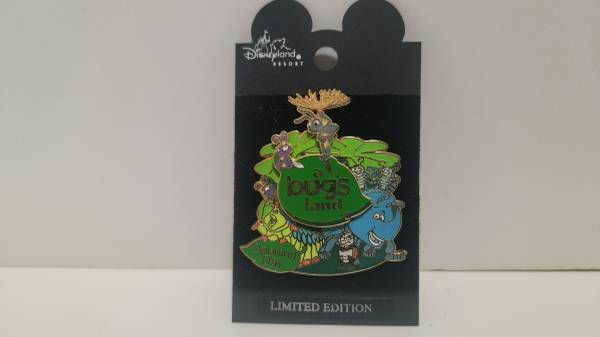 Disneyland
RESORT
a
bug's
land
LIMITED EDITION